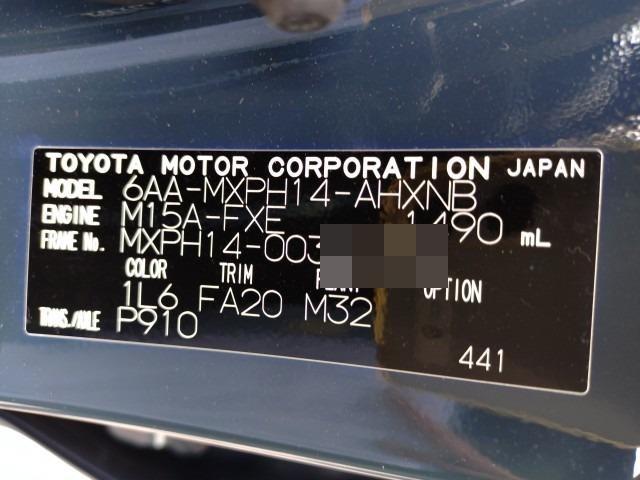 TOYOTA MOTOR CORPORATION JAPAN
MODEL 6AA-MXPH14-AHXNB
ENGINE M15A-FXE 1490 mL
FRAME No. MXPH14-003
COLOR TRIM PLANT OPTION
1L6 FA20 M32
TRANS./AXLE P910
441